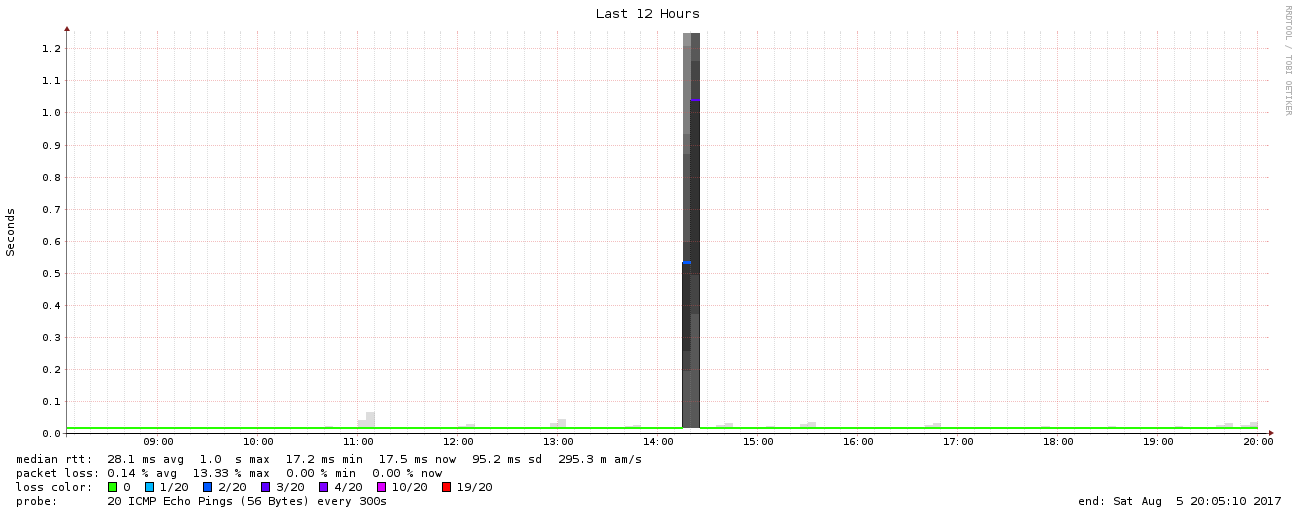 Last 12 Hours
RRDTOOL / TOBI OETIKER
Seconds
1.2
1.1
1.0
0.9
0.8
0.7
0.6
0.5
0.4
0.3
0.2
0.1
0.0
09:00 10:00 11:00 12:00 13:00 14:00 15:00 16:00 17:00 18:00 19:00 20:00
median rtt: 28.1 ms avg 1.0 s max 17.2 ms min 17.5 ms now 95.2 ms sd 295.3 m am/s
packet loss: 0.14 % avg 13.33 % max 0.00 % min 0.00 % now
loss color: 0 1/20 2/20 3/20 4/20 10/20 19/20
probe: 20 ICMP Echo Pings (56 Bytes) every 300s end: Sat Aug 5 20:05:10 2017